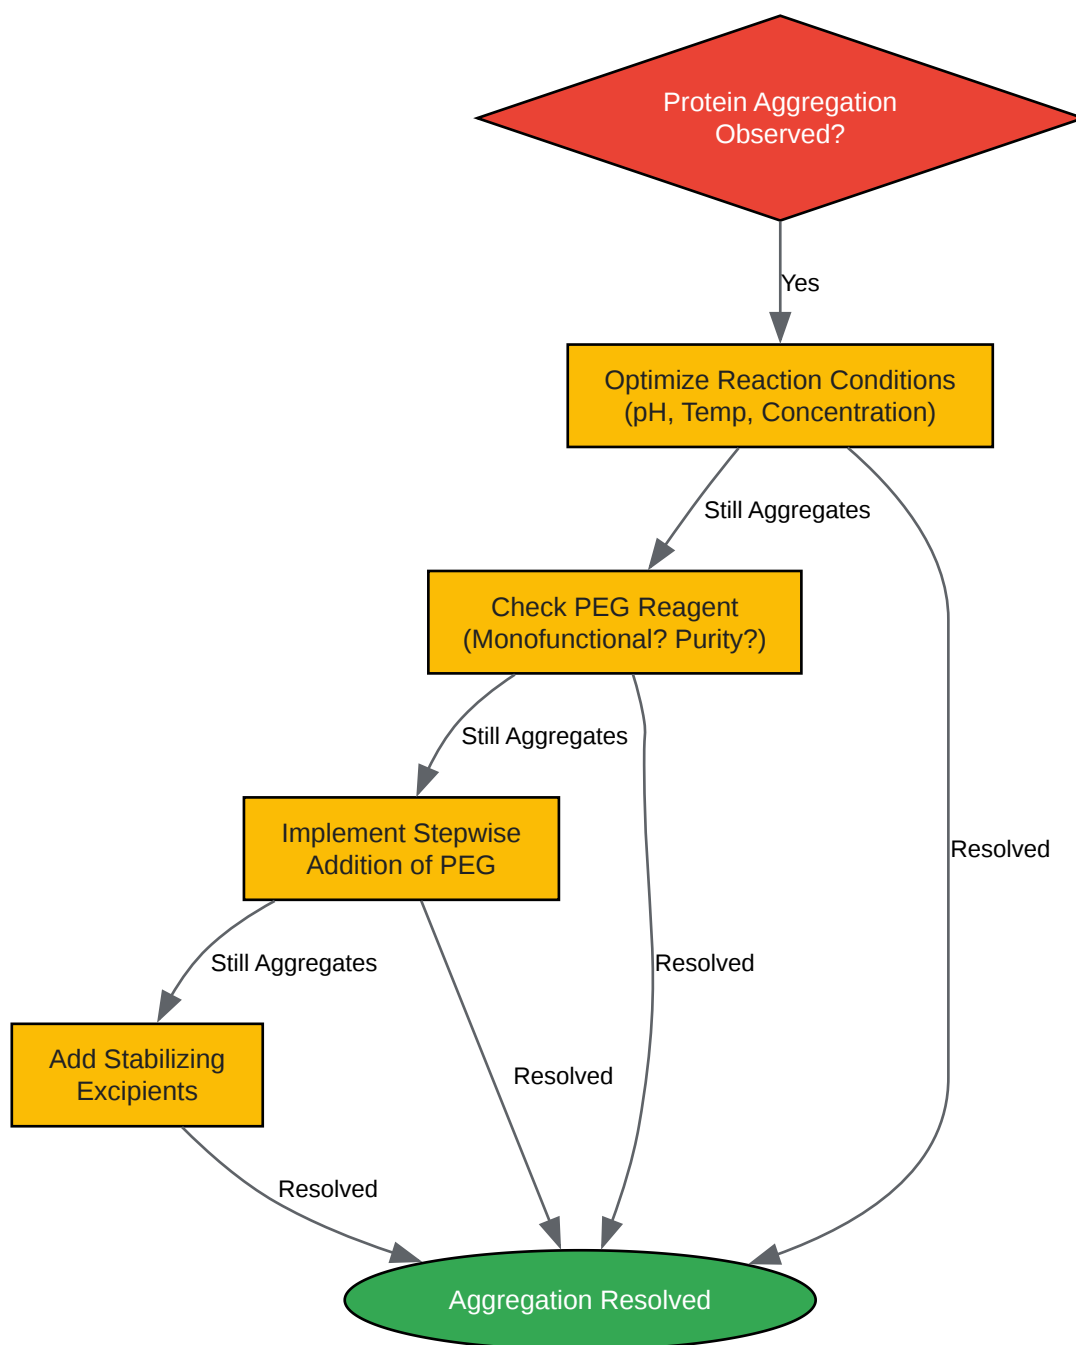 Protein Aggregation
Observed?
Yes
Optimize Reaction Conditions
(pH, Temp, Concentration)
Still Aggregates
Check PEG Reagent
(Monofunctional? Purity?)
Still Aggregates
Implement Stepwise
Addition of PEG
Resolved
Still Aggregates
Resolved
Add Stabilizing
Excipients
Resolved
Resolved
Aggregation Resolved